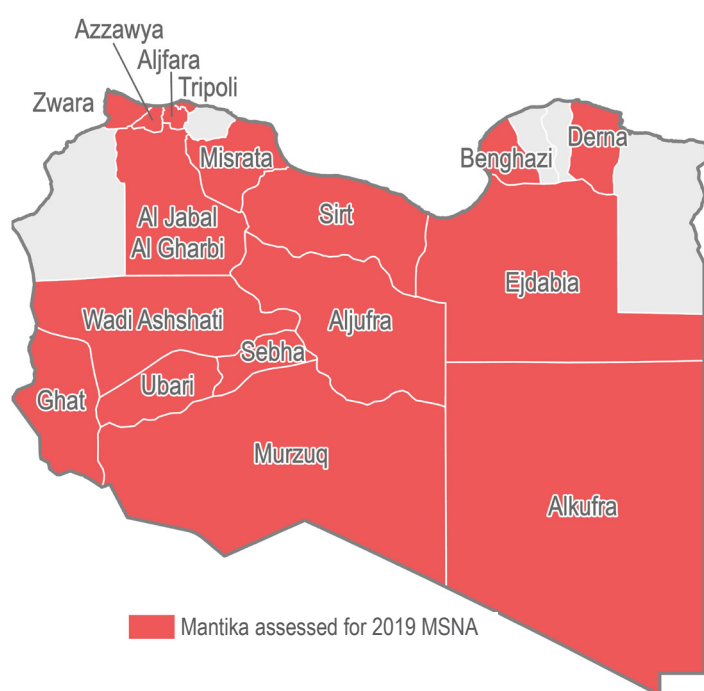 Azzawya
Aljfara
Tripoli
Zwara
Misrata
Benghazi
Derna
Al Jabal
Al Gharbi
Sirt
Ejdabia
Wadi Ashshati
Aljufra
Sebha
Ubari
Ghat
Murzuq
Alkufra
Mantika assessed for 2019 MSNA